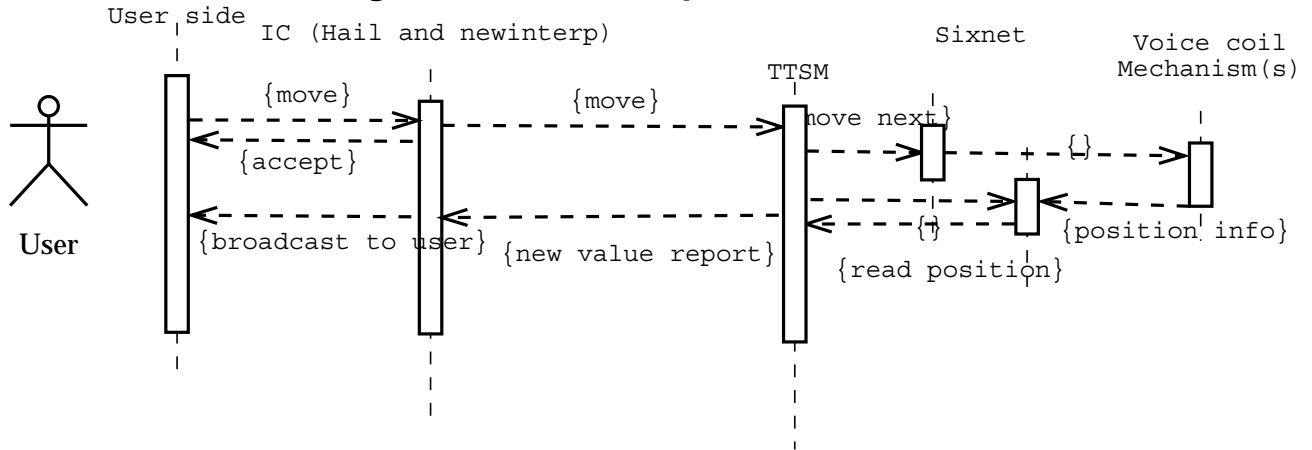 User side
IC (Hail and newinterp)
Sixnet
Voice coil
Mechanism(s)
TTSM
{move}
{move}
move next}
{accept}
{}
User
{broadcast to user}
{new value report}
{}
{position info}
{read position}